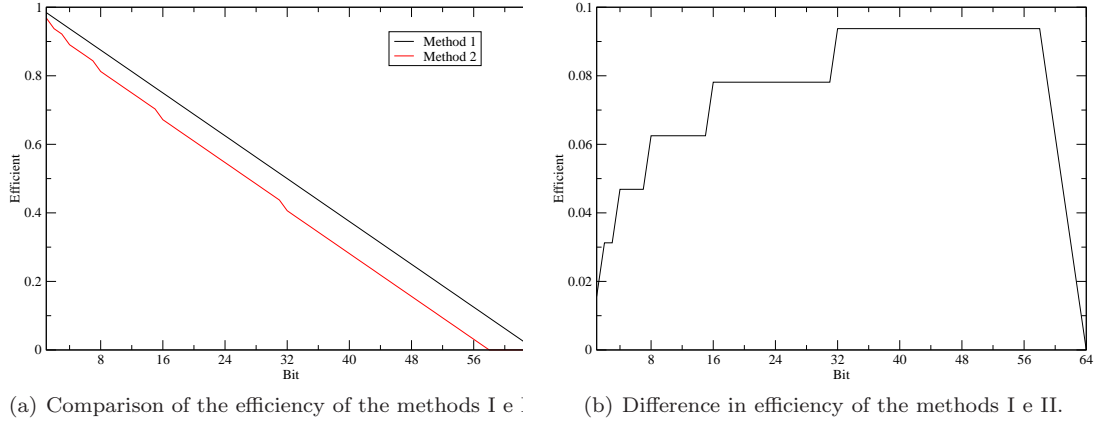 1
0.8
0.6
0.4
0.2
0
Efficient
8 16 24 32 40 48 56
Bit
Method 1
Method 2
0.1
0.08
0.06
0.04
0.02
0
Efficient
8 16 24 32 40 48 56 64
Bit
(a) Comparison of the efficiency of the methods I e
(b) Difference in efficiency of the methods I e II.